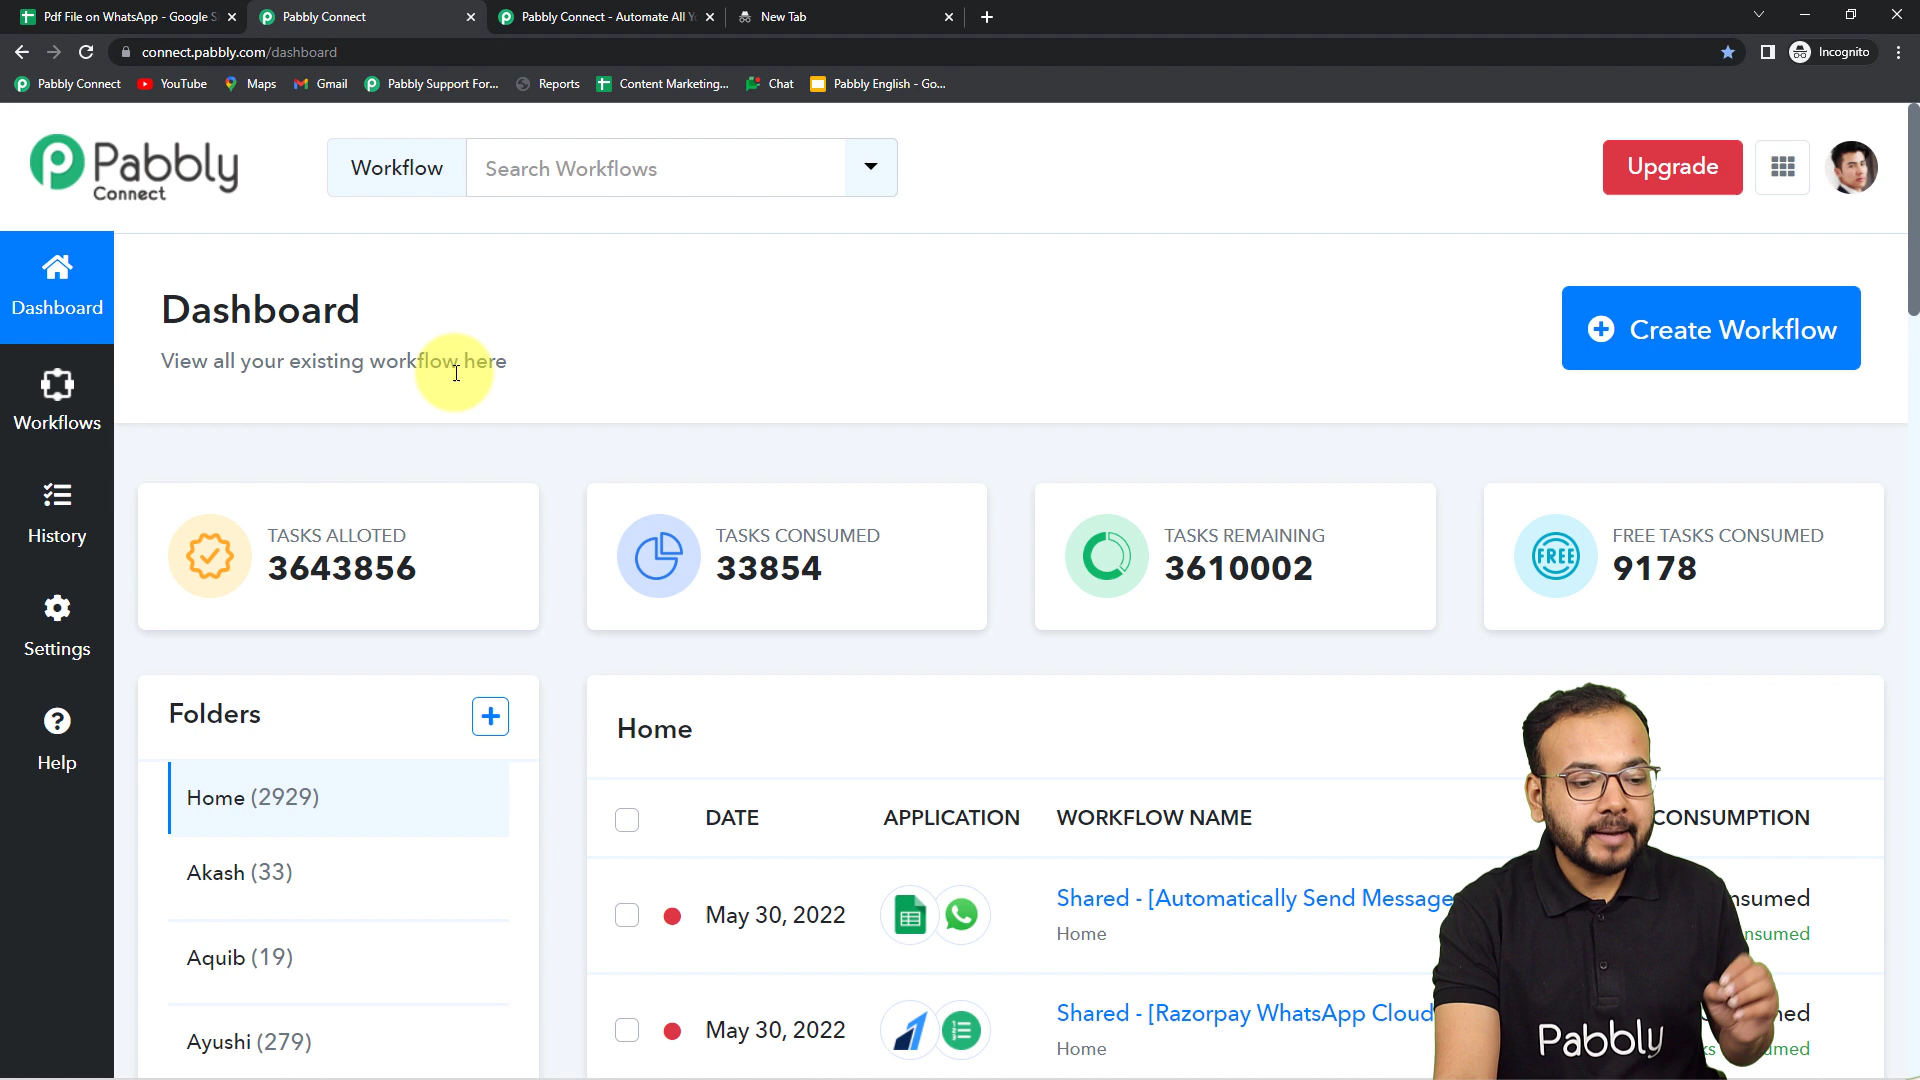 Pdf File on WhatsApp - Google S
Pabbly Connect
Pabbly Connect - Automate All Y
New Tab
connect.pabbly.com/dashboard
Incognito
Pabbly Connect
YouTube
Maps
Gmail
Pabbly Support For...
Reports
Content Marketing...
Chat
Pabbly English - Go...
Pabbly
Connect
Workflow
Search Workflows
Upgrade
Dashboard
Workflows
History
Settings
Help
Dashboard
View all your existing workflow here
Create Workflow
TASKS ALLOTED
3643856
TASKS CONSUMED
33854
TASKS REMAINING
3610002
FREE
FREE TASKS CONSUMED
9178
Folders
Home (2929)
Akash (33)
Aquib (19)
Ayushi (279)
Home
DATE APPLICATION WORKFLOW NAME CONSUMPTION
May 30, 2022 Shared - [Automatically Send Message
Home
May 30, 2022 Shared - [Razorpay WhatsApp Cloud
Home
Pabbly